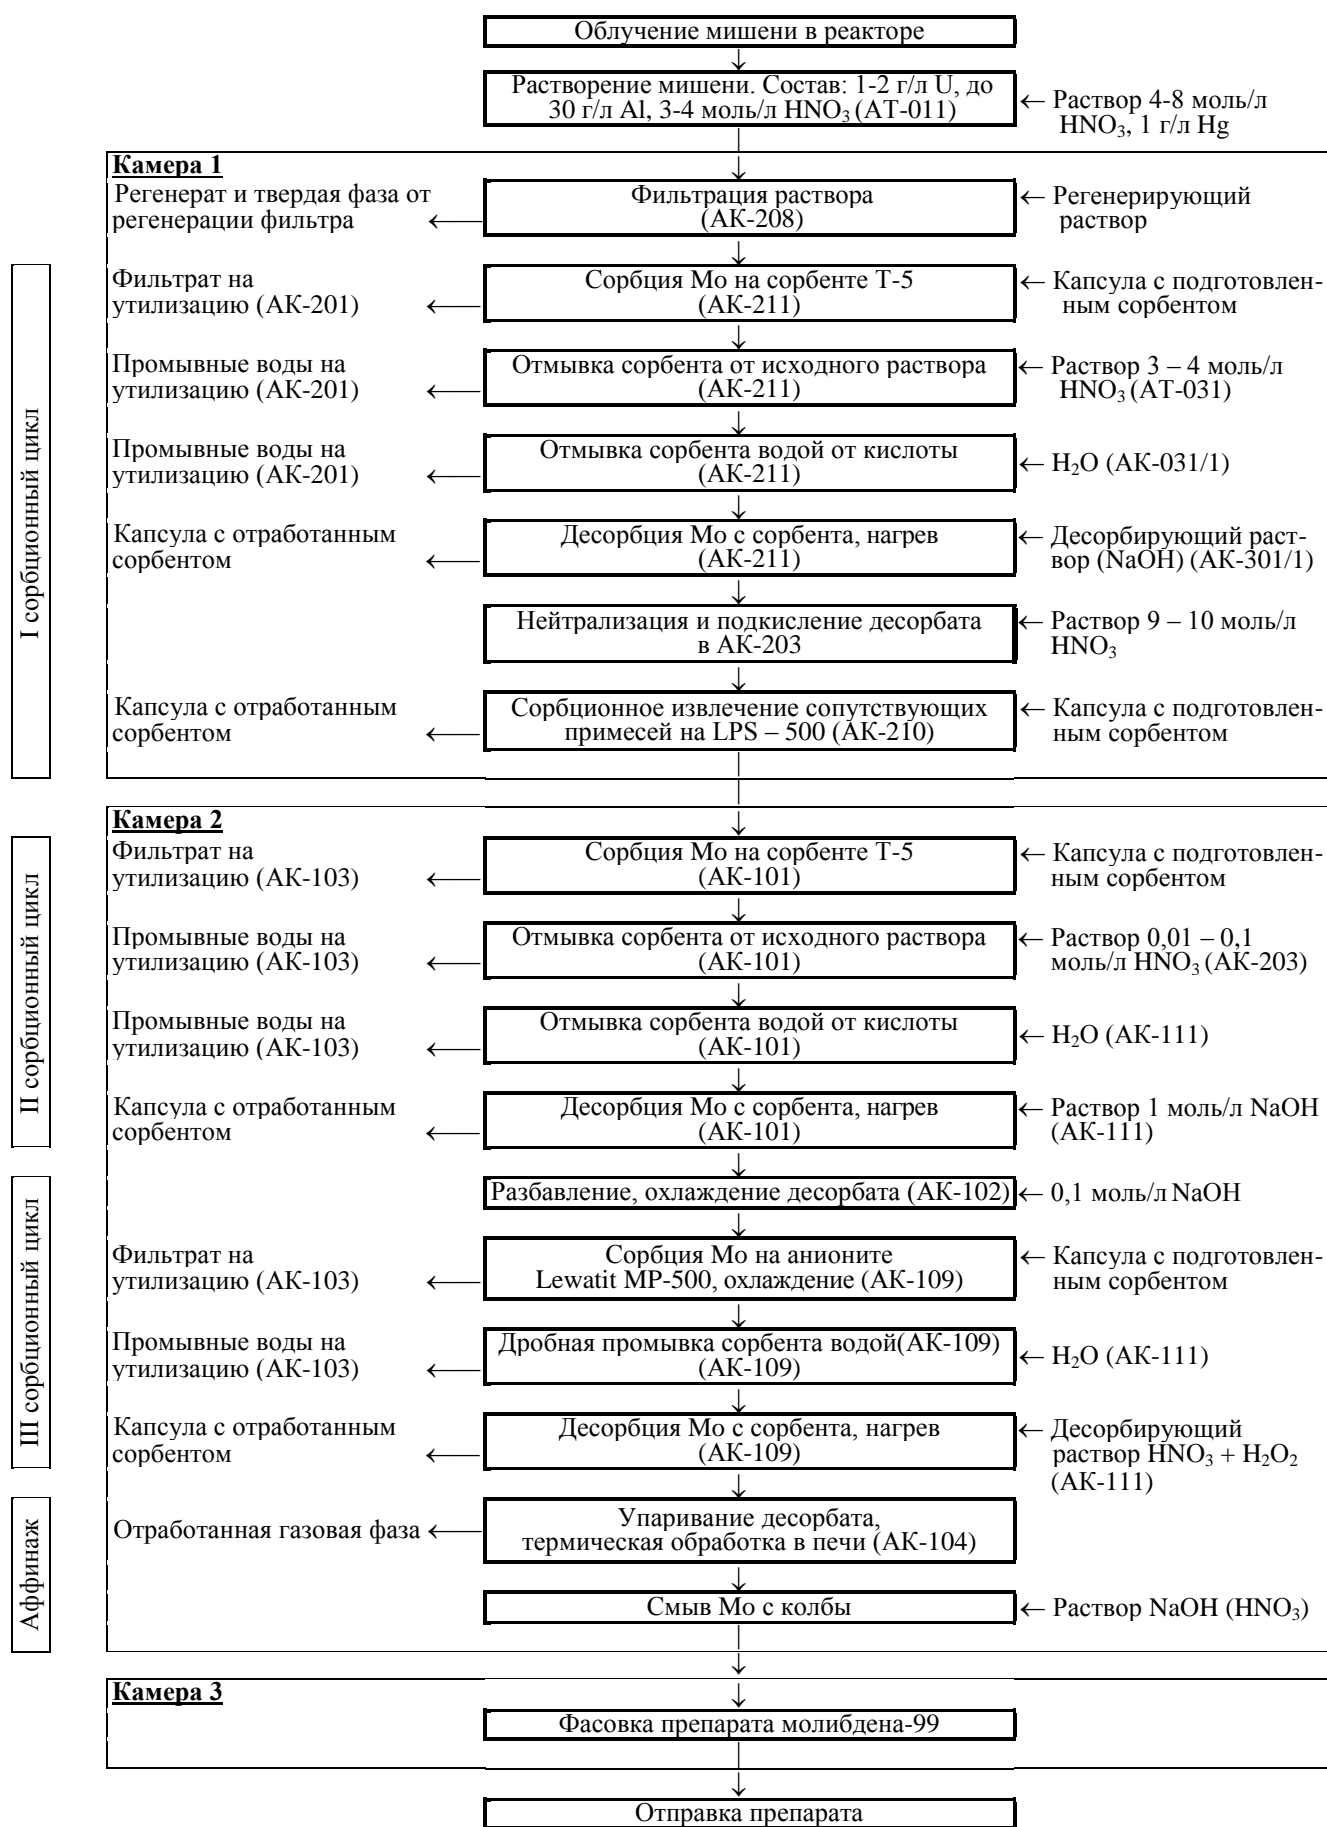 Облучение мишени в реакторе
↓
Растворение мишени. Состав: 1-2 г/л U, до
30 г/л Al, 3-4 моль/л HNO₃ (АТ-011)
← Раствор 4-8 моль/л
HNO₃, 1 г/л Hg
↓
Камера 1
Регенерат и твердая фаза от
регенерации фильтра ←
Фильтрация раствора
(АК-208)
← Регенерирующий
раствор
↓
I сорбционный цикл
Фильтрат на
утилизацию (АК-201) ←
Сорбция Мо на сорбенте Т-5
(АК-211)
← Капсула с подготовлен-
ным сорбентом
↓
Промывные воды на
утилизацию (АК-201) ←
Отмывка сорбента от исходного раствора
(АК-211)
← Раствор 3 – 4 моль/л
HNO₃ (АТ-031)
↓
Промывные воды на
утилизацию (АК-201) ←
Отмывка сорбента водой от кислоты
(АК-211)
← H₂O (АК-031/1)
↓
Капсула с отработанным
сорбентом ←
Десорбция Мо с сорбента, нагрев
(АК-211)
← Десорбирующий раст-
вор (NaOH) (АК-301/1)
↓
Нейтрализация и подкисление десорбата
в АК-203
← Раствор 9 – 10 моль/л
HNO₃
↓
Капсула с отработанным
сорбентом ←
Сорбционное извлечение сопутствующих
примесей на LPS – 500 (АК-210)
← Капсула с подготовлен-
ным сорбентом
↓
Камера 2
II сорбционный цикл
Фильтрат на
утилизацию (АК-103) ←
Сорбция Мо на сорбенте Т-5
(АК-101)
← Капсула с подготовлен-
ным сорбентом
↓
Промывные воды на
утилизацию (АК-103) ←
Отмывка сорбента от исходного раствора
(АК-101)
← Раствор 0,01 – 0,1
моль/л HNO₃ (АК-203)
↓
Промывные воды на
утилизацию (АК-103) ←
Отмывка сорбента водой от кислоты
(АК-101)
← H₂O (АК-111)
↓
Капсула с отработанным
сорбентом ←
Десорбция Мо с сорбента, нагрев
(АК-101)
← Раствор 1 моль/л NaOH
(АК-111)
↓
III сорбционный цикл
Разбавление, охлаждение десорбата (АК-102)
← 0,1 моль/л NaOH
↓
Фильтрат на
утилизацию (АК-103) ←
Сорбция Мо на анионите
Lewatit MP-500, охлаждение (АК-109)
← Капсула с подготовлен-
ным сорбентом
↓
Промывные воды на
утилизацию (АК-103) ←
Дробная промывка сорбента водой(АК-109)
(АК-109)
← H₂O (АК-111)
↓
Капсула с отработанным
сорбентом ←
Десорбция Мо с сорбента, нагрев
(АК-109)
← Десорбирующий
раствор HNO₃ + H₂O₂
(АК-111)
↓
Аффинаж
Отработанная газовая фаза ←
Упаривание десорбата,
термическая обработка в печи (АК-104)
↓
Смыв Мо с колбы
← Раствор NaOH (HNO₃)
↓
Камера 3
↓
Фасовка препарата молибдена-99
↓
Отправка препарата